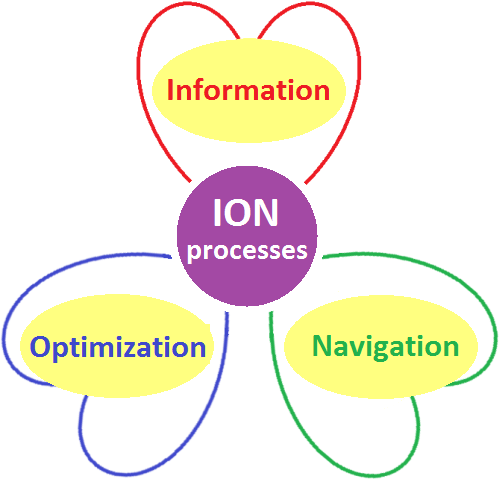 Information
ION
processes
Optimization
Navigation